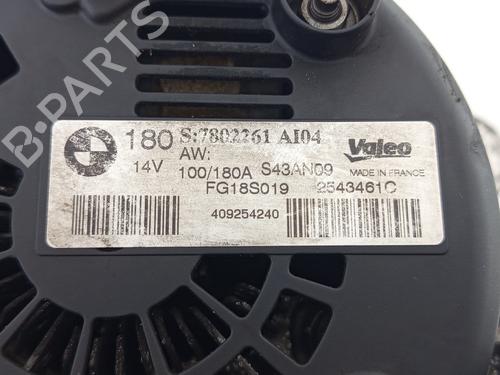 180 S:7802261 AI04
AW:
14V 100/180A S43AN09
Valeo
MADE IN FRANCE
FG18S019 2543461C
409254240
B-Parts